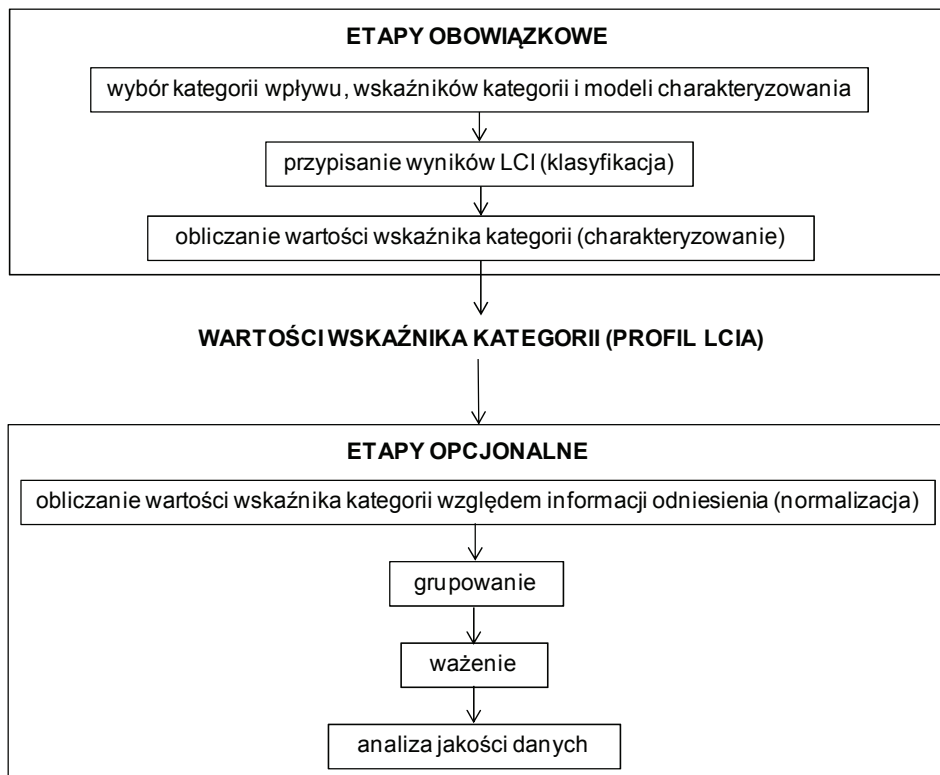 ETAPY OBOWIĄZKOWE
wybór kategorii wpływu, wskaźników kategorii i modeli charakteryzowania
przypisanie wyników LCI (klasyfikacja)
obliczanie wartości wskaźnika kategorii (charakteryzowanie)
WARTOŚCI WSKAŹNIKA KATEGORII (PROFIL LCIA)
ETAPY OPCJONALNE
obliczanie wartości wskaźnika kategorii względem informacji odniesienia (normalizacja)
grupowanie
ważenie
analiza jakości danych